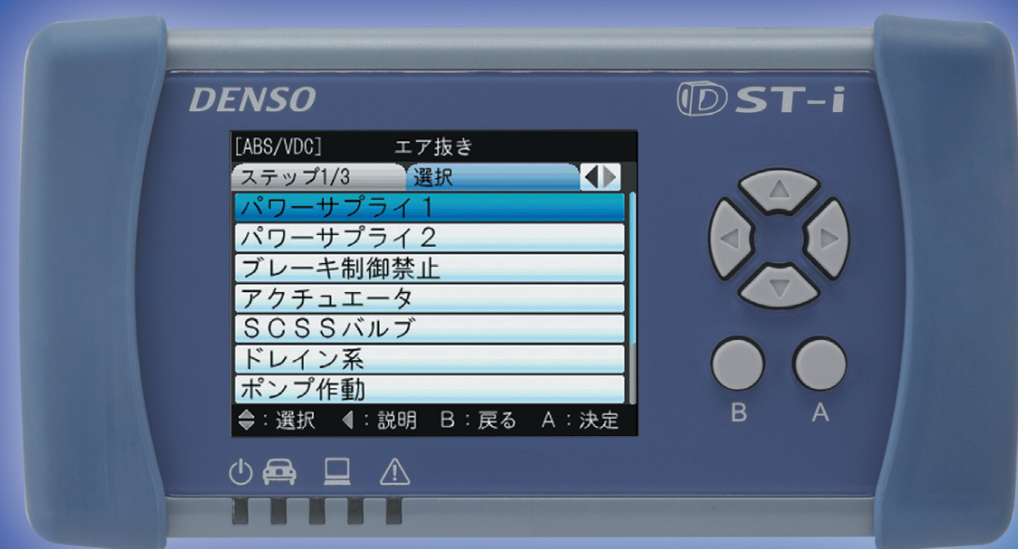 DENSO
DST-i
[ABS/VDC] エア抜き
ステップ1/3 選択
パワーサプライ1
パワーサプライ2
ブレーキ制御禁止
アクチュエータ
SCSSバルブ
ドレイン系
ポンプ作動
:選択 :説明 B:戻る A:決定
B A